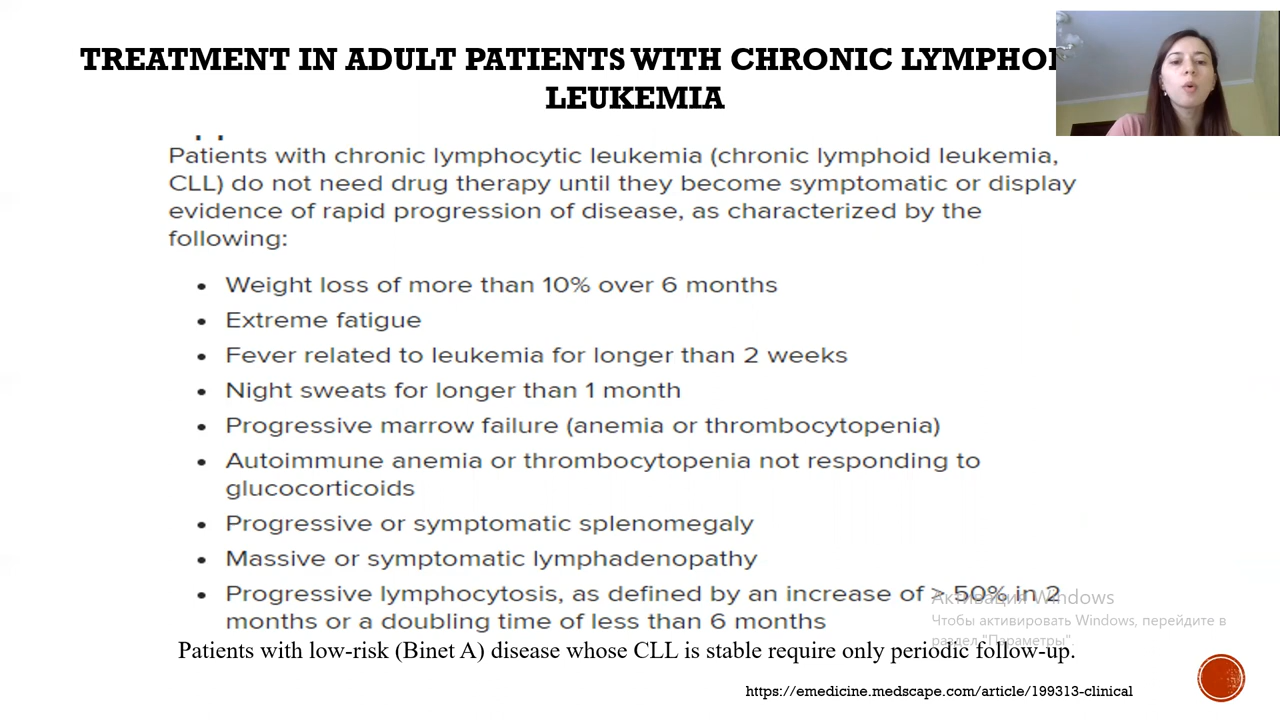 TREATMENT IN ADULT PATIENTS WITH CHRONIC
LEUKEMIA
Patients with chronic lymphocytic leukemia (chronic lymphoid leukemia,
CLL) do not need drug therapy until they become symptomatic or display
evidence of rapid progression of disease, as characterized by the
following:
• Weight loss of more than 10% over 6 months
• Extreme fatigue
• Fever related to leukemia for longer than 2 weeks
• Night sweats for longer than 1 month
• Progressive marrow failure (anemia or thrombocytopenia)
• Autoimmune anemia or thrombocytopenia not responding to
glucocorticoids
• Progressive or symptomatic splenomegaly
• Massive or symptomatic lymphadenopathy
• Progressive lymphocytosis, as defined by an increase of > 50% in 2
months or a doubling time of less than 6 months
Активация Windows
Чтобы активировать Windows, перейдите в
раздел "Параметры".
Patients with low-risk (Binet A) disease whose CLL is stable require only periodic follow-up.
https://emedicine.medscape.com/article/199313-clinical